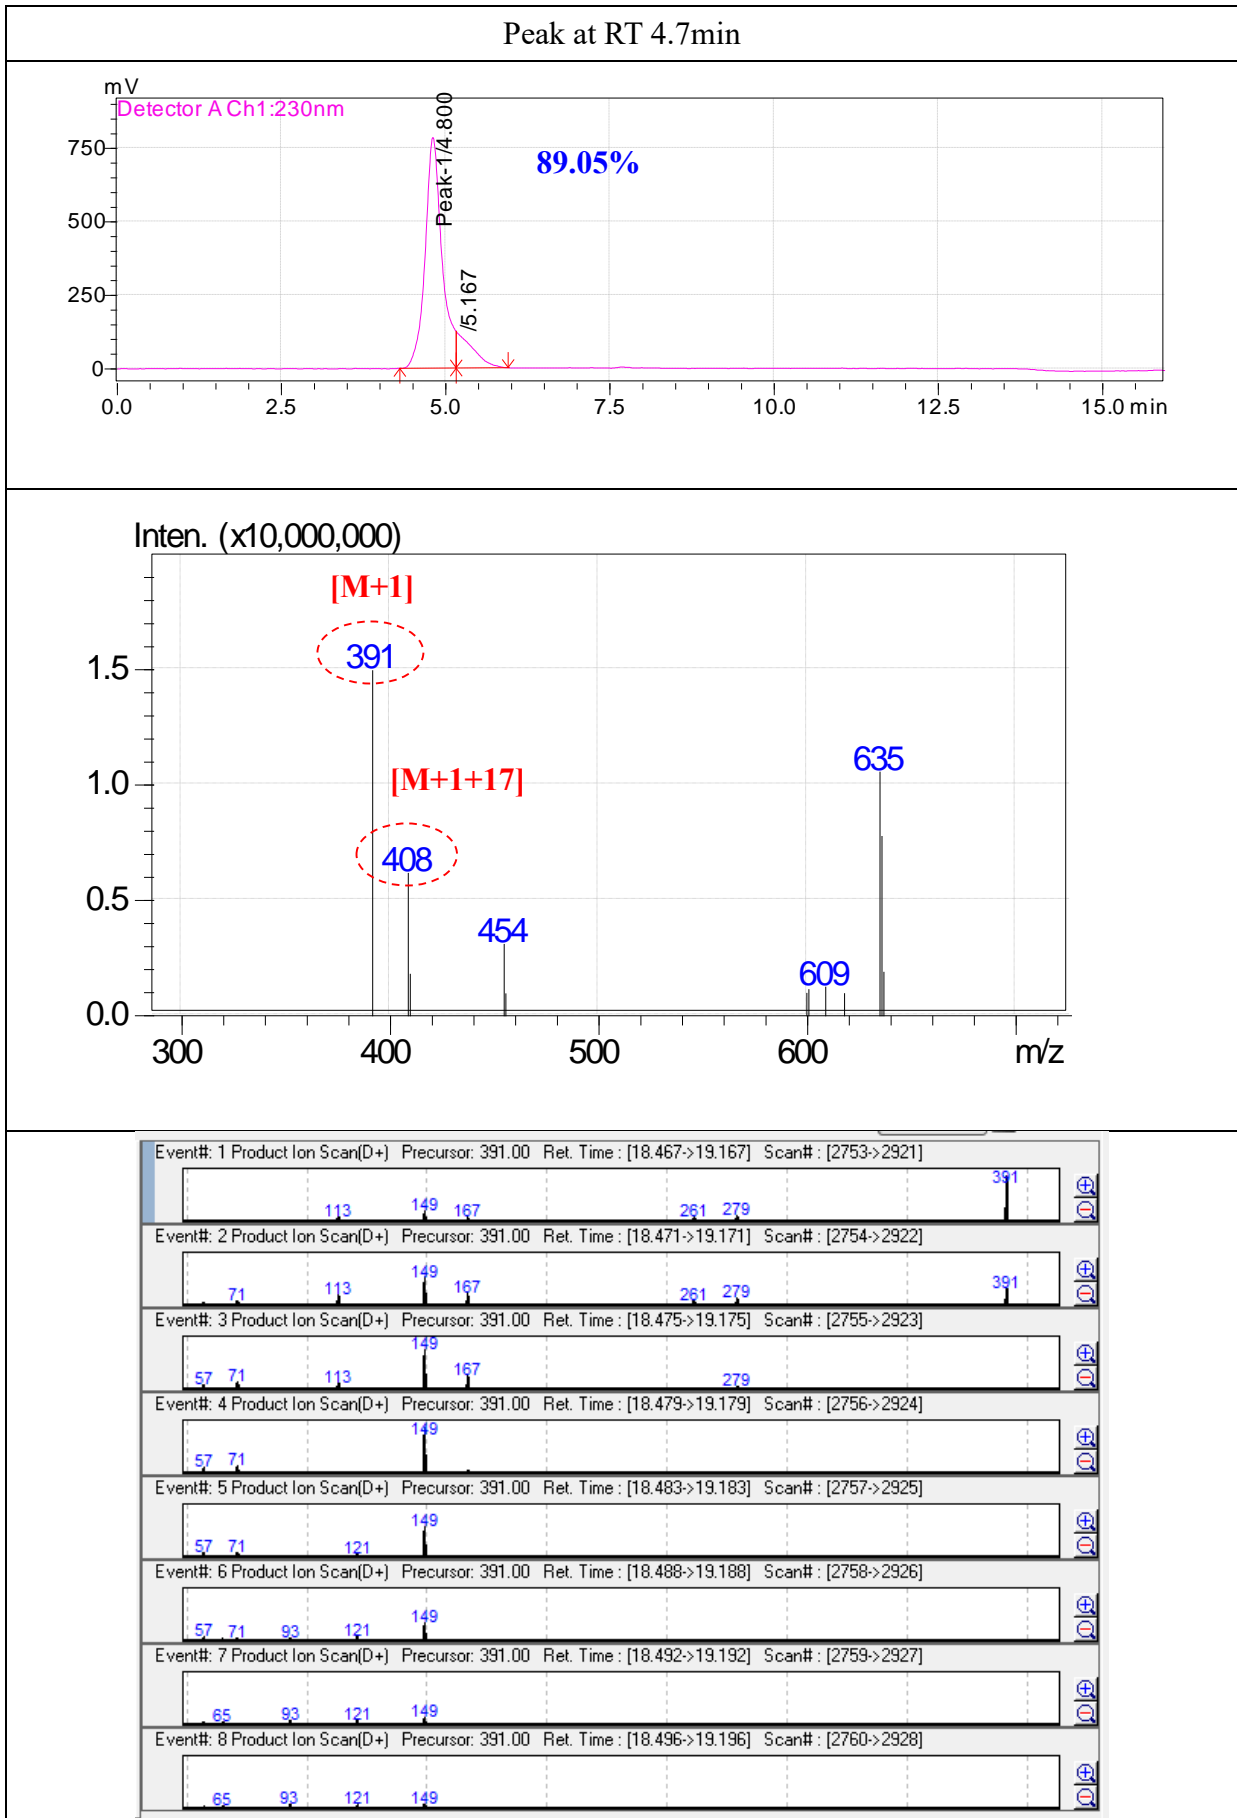 Peak at RT 4.7min
mV
Detector A Ch1:230nm
Peak-1/4.800
89.05%
/5.167
750
500
250
0
0.0 2.5 5.0 7.5 10.0 12.5 15.0 min
Inten. (x10,000,000)
[M+1]
391
1.5
[M+1+17]
635
1.0
408
454
0.5
609
0.0
300 400 500 600 m/z
Event#: 1 Product Ion Scan(D+) Precursor: 391.00 Ret. Time : [18.467->19.167] Scan# : [2753->2921]
113 149 167 261 279 391
Event#: 2 Product Ion Scan(D+) Precursor: 391.00 Ret. Time : [18.471->19.171] Scan# : [2754->2922]
71 113 149 167 261 279 391
Event#: 3 Product Ion Scan(D+) Precursor: 391.00 Ret. Time : [18.475->19.175] Scan# : [2755->2923]
57 71 113 149 167 279
Event#: 4 Product Ion Scan(D+) Precursor: 391.00 Ret. Time : [18.479->19.179] Scan# : [2756->2924]
57 71 149
Event#: 5 Product Ion Scan(D+) Precursor: 391.00 Ret. Time : [18.483->19.183] Scan# : [2757->2925]
57 71 121 149
Event#: 6 Product Ion Scan(D+) Precursor: 391.00 Ret. Time : [18.488->19.188] Scan# : [2758->2926]
57 71 93 121 149
Event#: 7 Product Ion Scan(D+) Precursor: 391.00 Ret. Time : [18.492->19.192] Scan# : [2759->2927]
65 93 121 149
Event#: 8 Product Ion Scan(D+) Precursor: 391.00 Ret. Time : [18.496->19.196] Scan# : [2760->2928]
65 93 121 149